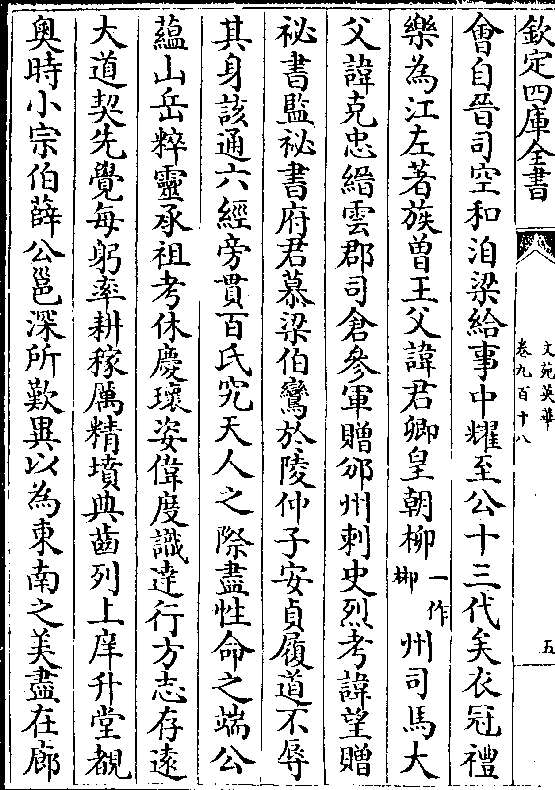 欽定四庫全書
文苑英華
卷九百十八
五
會自晉司空和洎梁給事中耀至公十三代矣衣冠禮
樂為江左著族曽王父諱君卿皇朝柳一作郴州司馬大
父諱克忠縉雲郡司倉參軍贈邠州刺史烈考諱望贈
祕書監祕書府君慕梁伯鸞於陵仲子安貞履道不辱
其身該通六經旁貫百氏究天人之際盡性命之端公
蘊山岳粹靈承祖考休慶瓌姿偉度識達行方志存逺
大道契先覺每躬率耕稼厲精墳典齒列上庠升堂覩
奥時小宗伯薛公邕深所歎異以為東南之美盡在廊